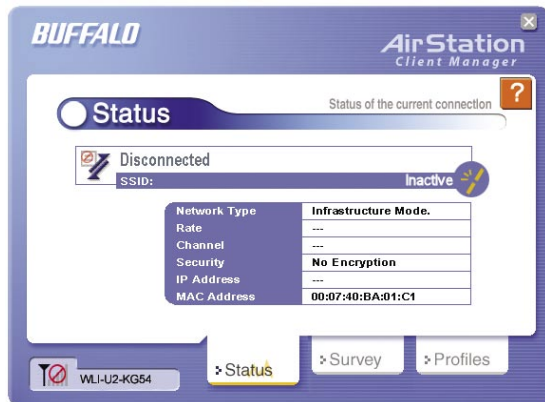 BUFFALO
AirStation
Client Manager
Status
Status of the current connection
?
Disconnected
SSID:
Inactive
Network Type Infrastructure Mode.
Rate ---
Channel ---
Security No Encryption
IP Address ---
MAC Address 00:07:40:BA:01:C1
WLI-U2-KG54
Status
Survey
Profiles